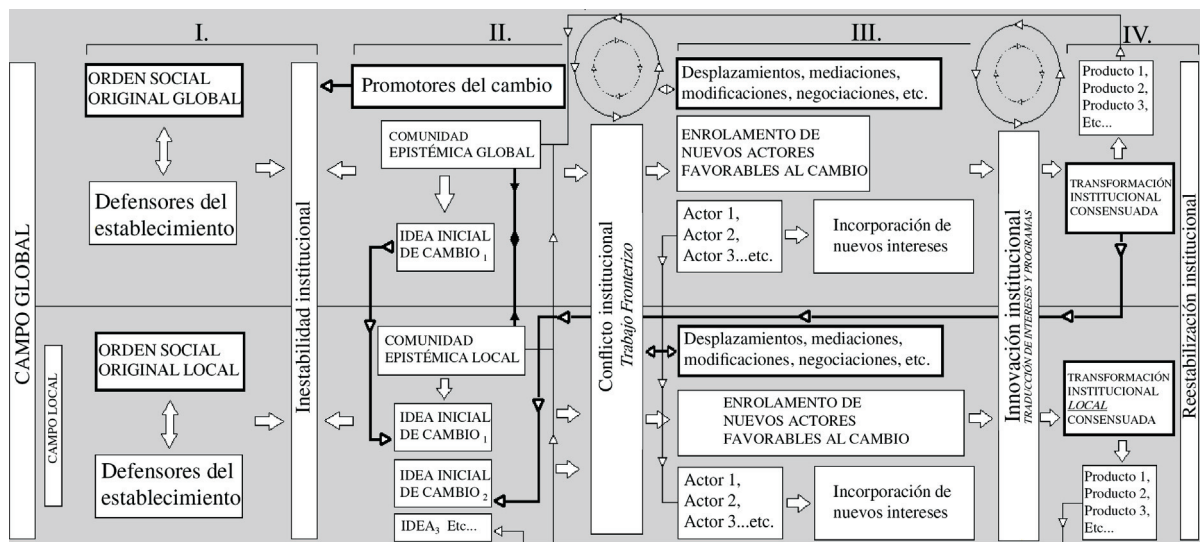 I.
II.
III.
IV.
CAMPO GLOBAL
ORDEN SOCIAL
ORIGINAL GLOBAL
Defensores del
establecimiento
Inestabilidad institucional
Promotores del cambio
COMUNIDAD
EPISTÉMICA GLOBAL
IDEA INICIAL
DE CAMBIO 1
Conflicto institucional
Trabajo Fronterizo
Desplazamientos, mediaciones,
modificaciones, negociaciones, etc.
ENROLAMENTO DE
NUEVOS ACTORES
FAVORABLES AL CAMBIO
Actor 1,
Actor 2,
Actor 3...etc.
Incorporación de
nuevos intereses
Innovación institucional
TRADUCCIÓN DE INTERESES Y PROGRAMAS
Producto 1,
Producto 2,
Producto 3,
Etc...
TRANSFORMACIÓN
INSTITUCIONAL
CONSENSUADA
Reestabilización institucional
CAMPO LOCAL
ORDEN SOCIAL
ORIGINAL LOCAL
Defensores del
establecimiento
COMUNIDAD
EPISTÉMICA LOCAL
IDEA INICIAL
DE CAMBIO 1
IDEA INICIAL
DE CAMBIO 2
IDEA3 Etc...
Desplazamientos, mediaciones,
modificaciones, negociaciones, etc.
ENROLAMENTO DE
NUEVOS ACTORES
FAVORABLES AL CAMBIO
Actor 1,
Actor 2,
Actor 3...etc.
Incorporación de
nuevos intereses
TRANSFORMACIÓN
INSTITUCIONAL
LOCAL
CONSENSUADA
Producto 1,
Producto 2,
Producto 3,
Etc...